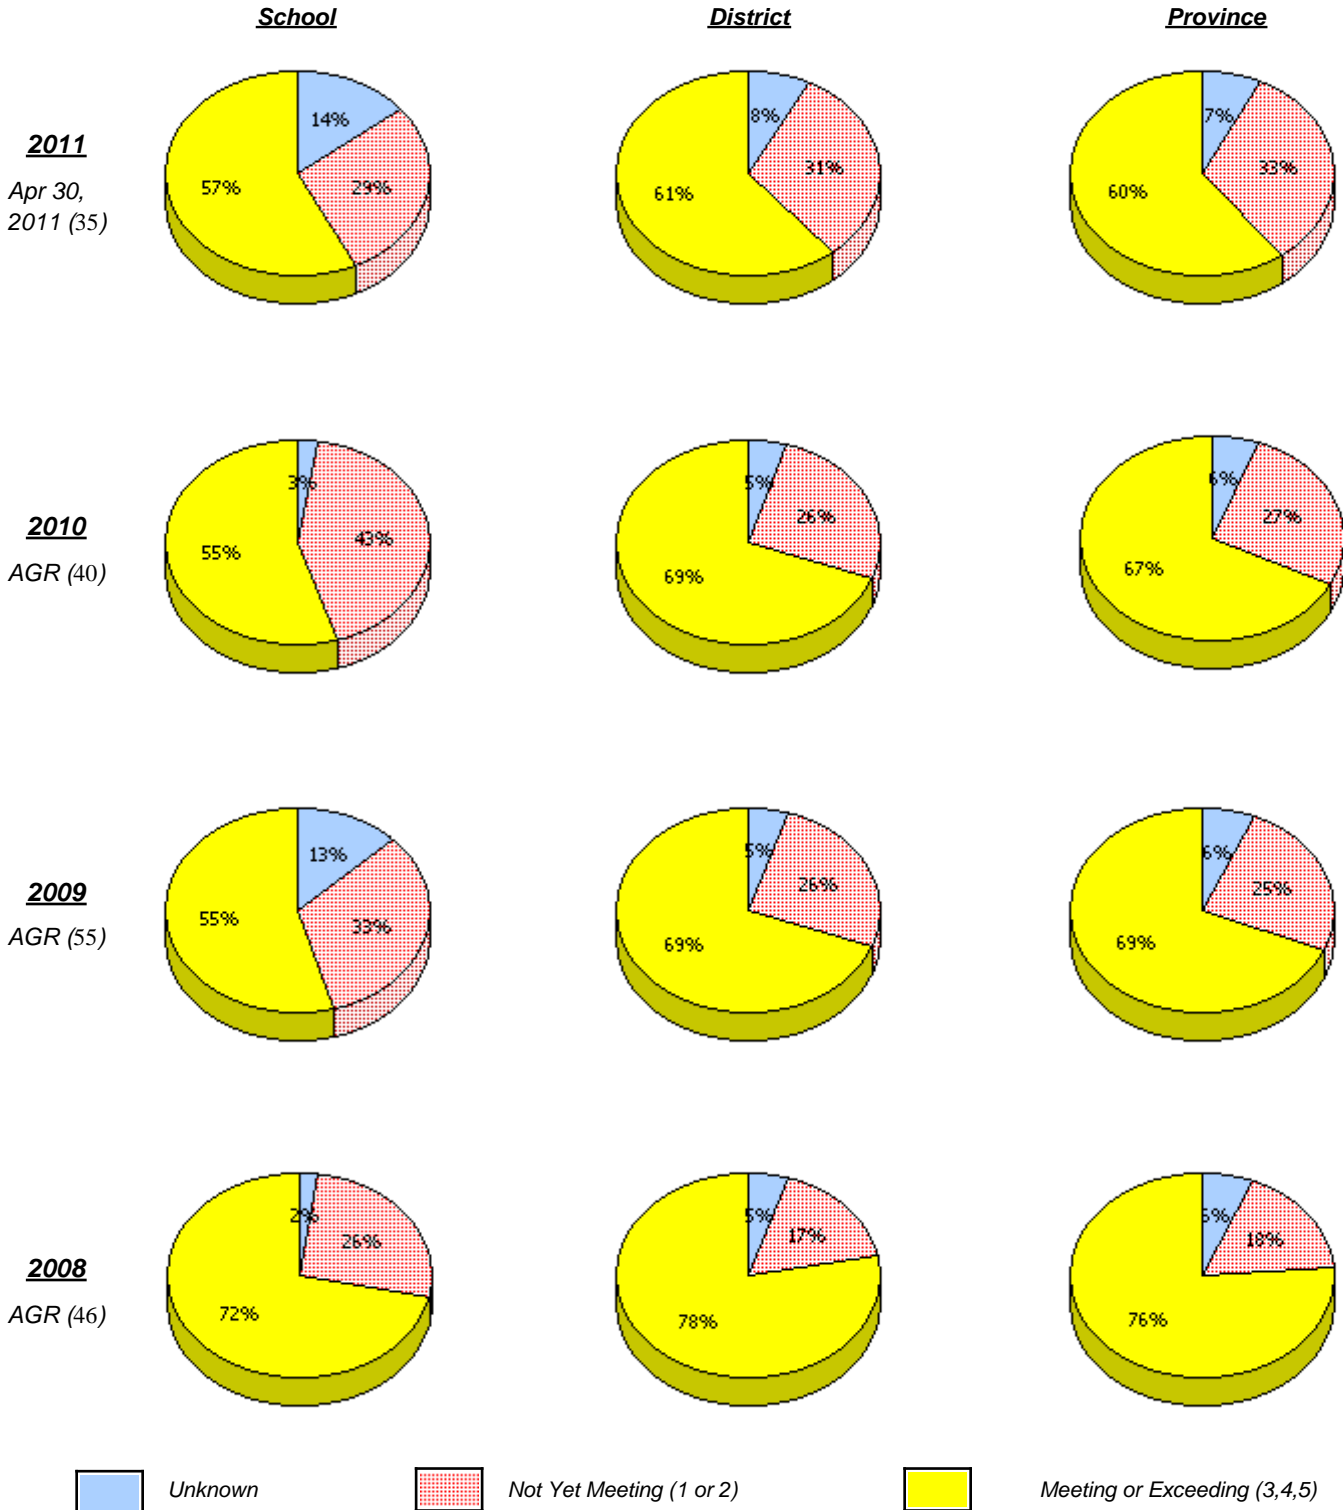 School District Province
2011
Apr 30,
2011 (35)
14% 29% 57%
8% 31% 61%
7% 33% 60%
2010
AGR (40)
3% 43% 55%
5% 26% 69%
6% 27% 67%
2009
AGR (55)
13% 33% 55%
5% 26% 69%
6% 25% 69%
2008
AGR (46)
2% 26% 72%
5% 17% 78%
18% 76%
Unknown Not Yet Meeting (1 or 2) Meeting or Exceeding (3,4,5)